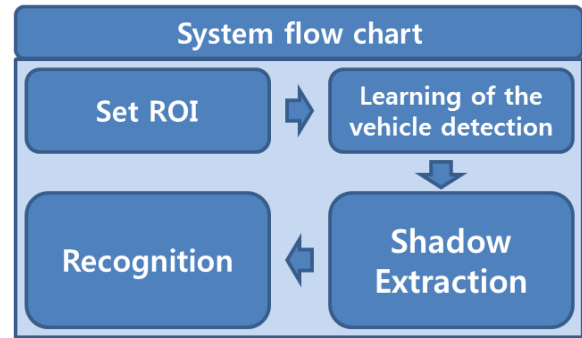 System flow chart
Set ROI
Learning of the
vehicle detection
Shadow
Extraction
Recognition